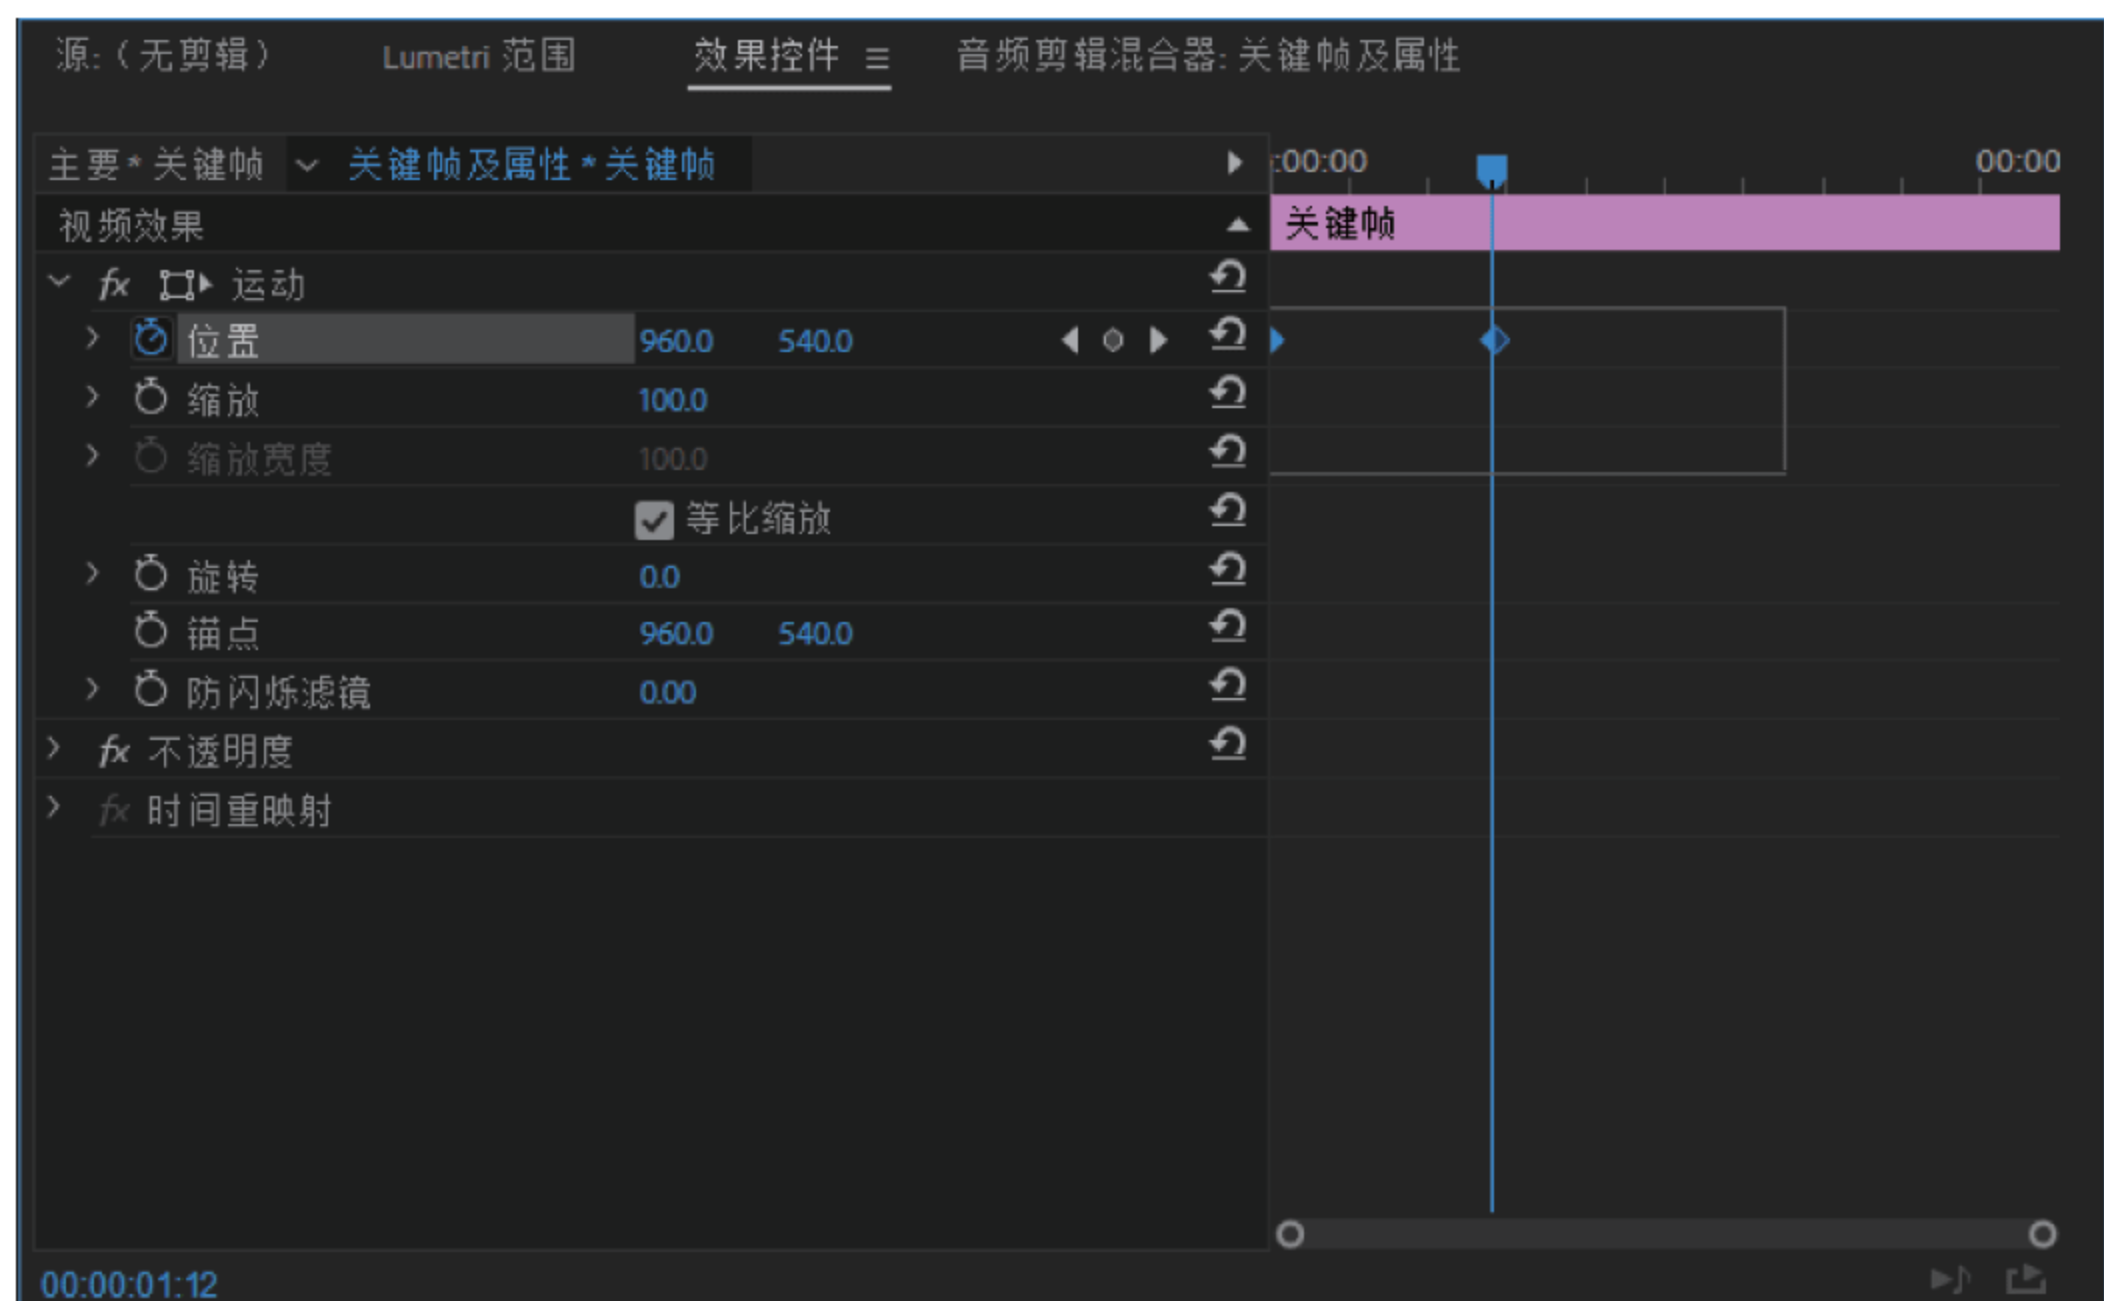 源:（无剪辑） Lumetri 范围 效果控件 音频剪辑混合器: 关键帧及属性
主要*关键帧 关键帧及属性*关键帧 :00:00 00:00
视频效果 关键帧
fx 运动
位置 960.0 540.0
缩放 100.0
缩放宽度 100.0
等比缩放
旋转 0.0
锚点 960.0 540.0
防闪烁滤镜 0.00
fx 不透明度
fx 时间重映射
00:00:01:12